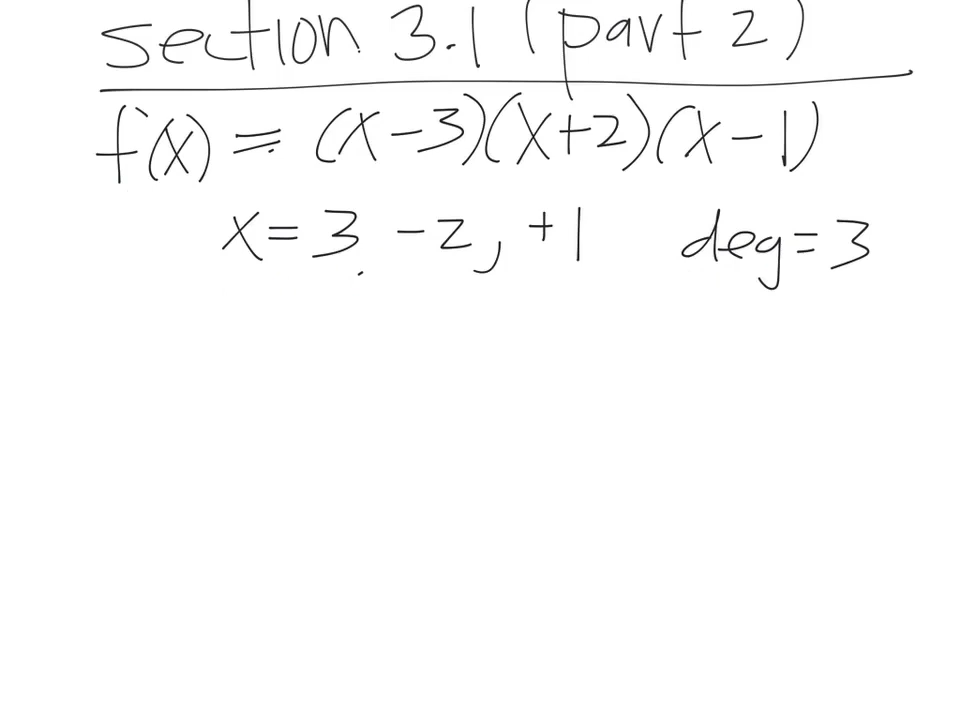 section 3.1 (part 2)
f(x) = (x-3)(x+2)(x-1)
x = 3, -2, +1 deg = 3